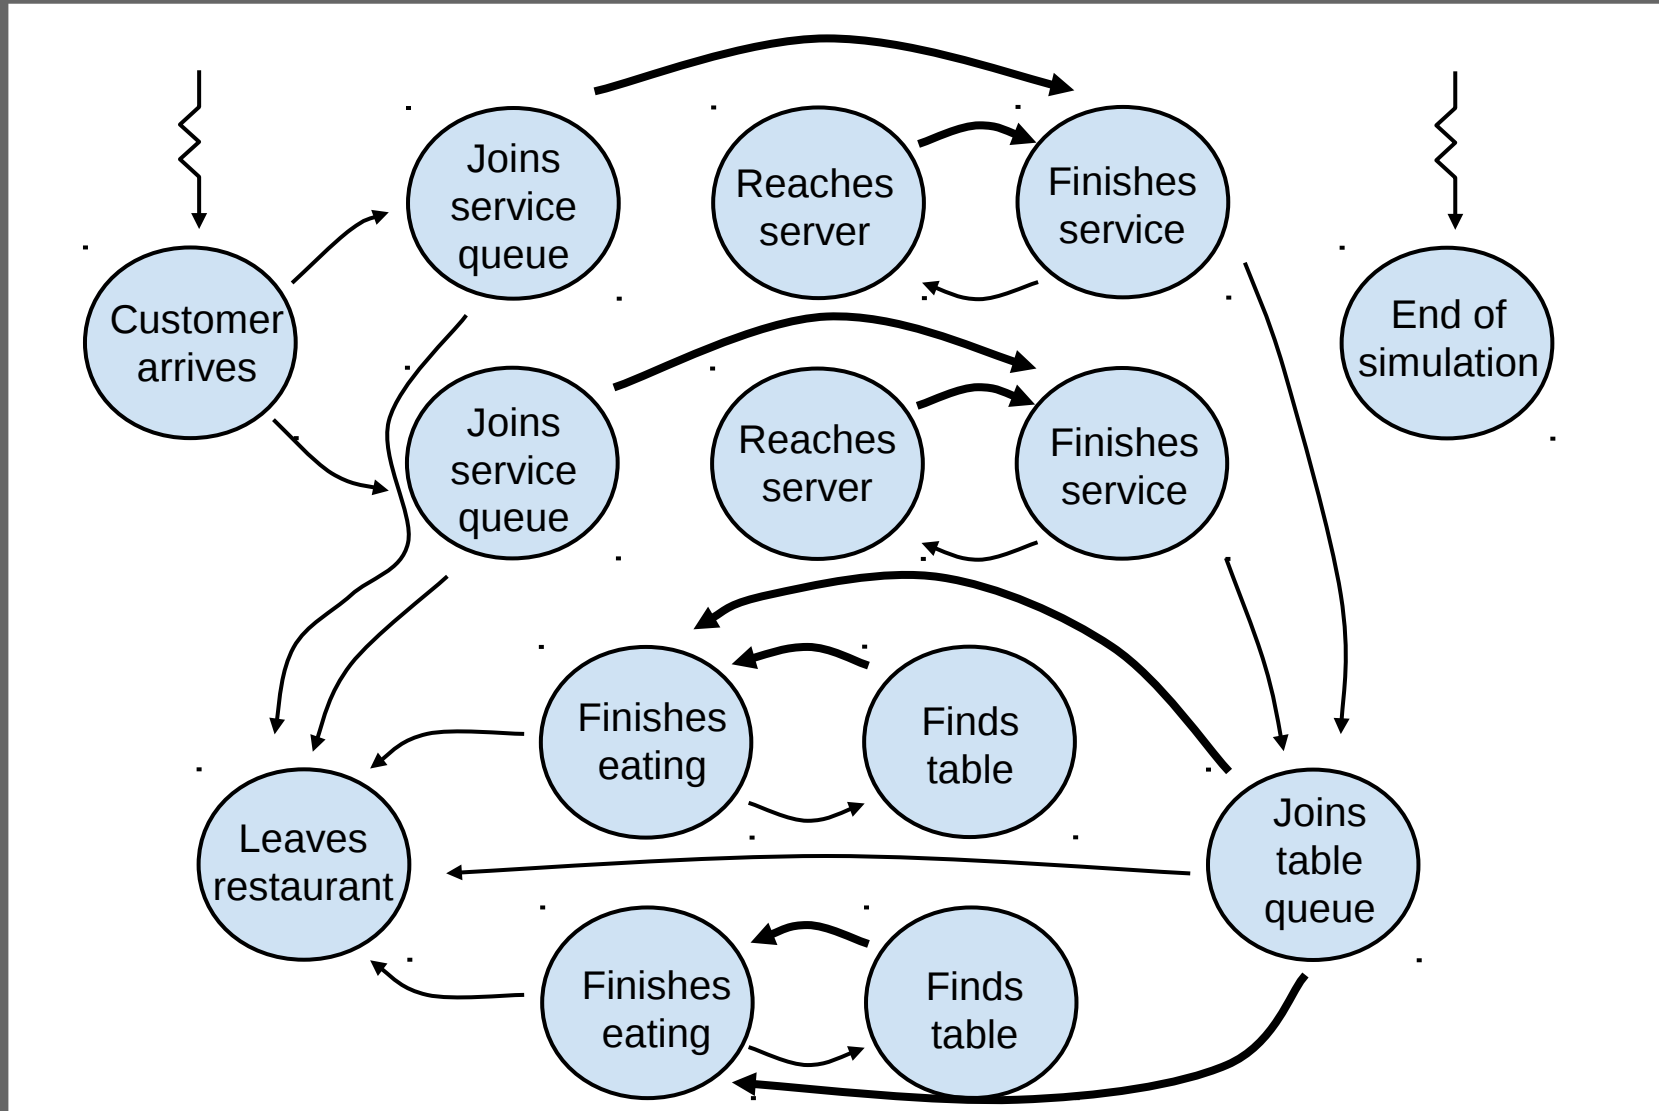 Joins
service
queue
Reaches
server
Finishes
service
Customer
arrives
End of
simulation
Joins
service
queue
Reaches
server
Finishes
service
Finishes
eating
Finds
table
Leaves
restaurant
Joins
table
queue
Finishes
eating
Finds
table